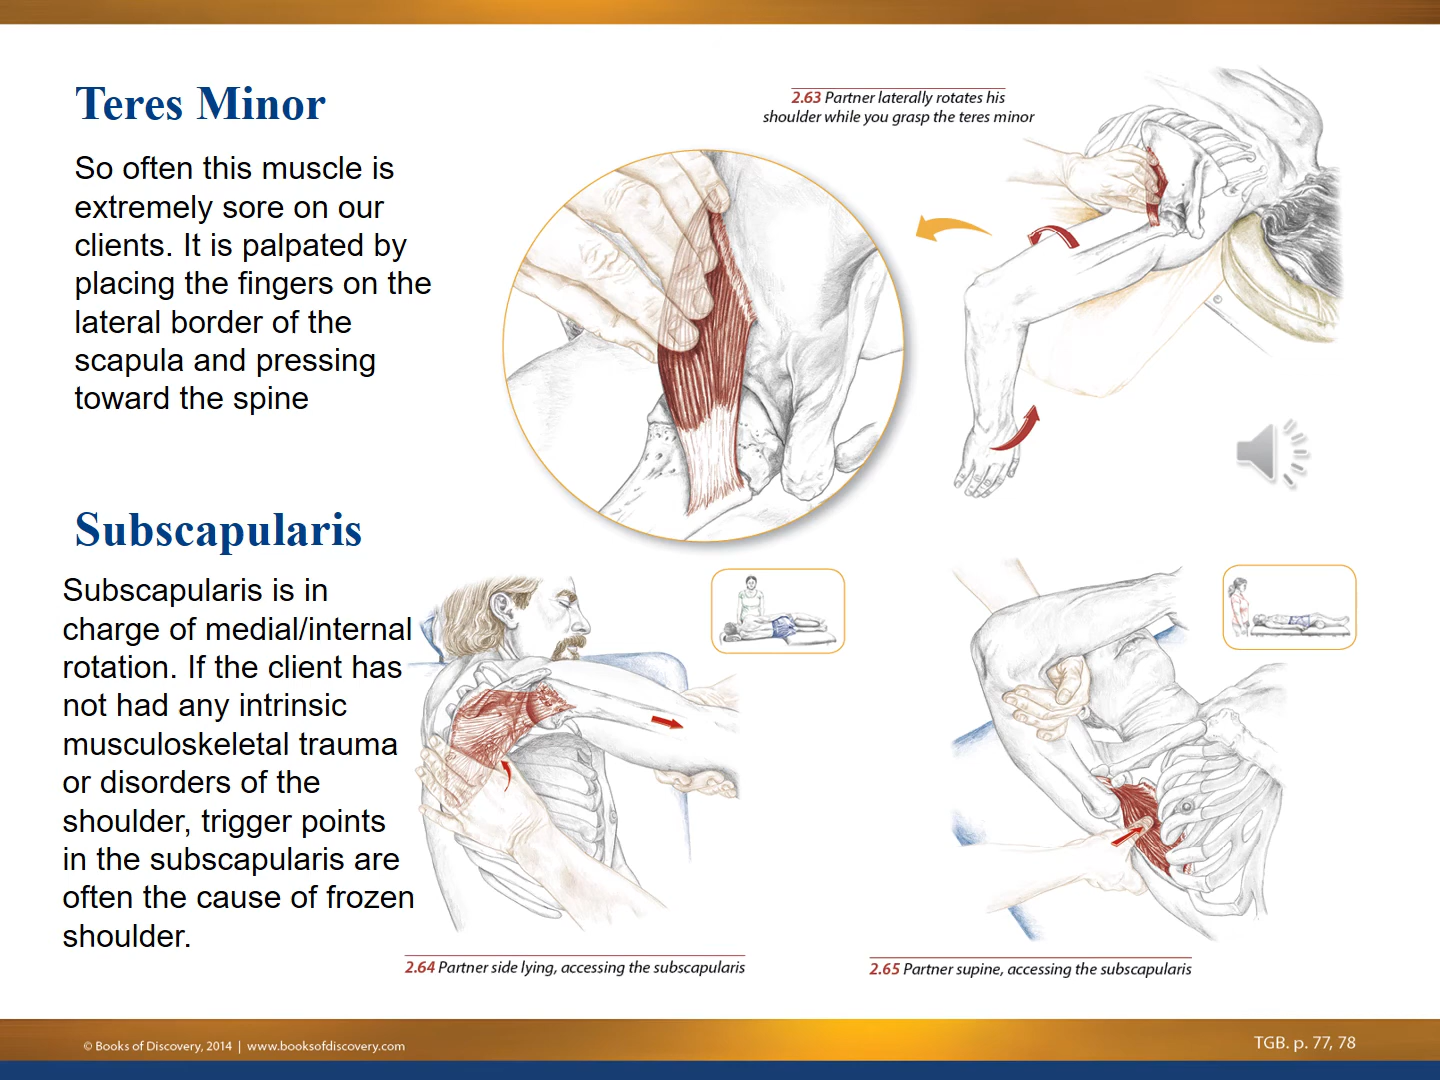 Teres Minor
So often this muscle is
extremely sore on our
clients. It is palpated by
placing the fingers on the
lateral border of the
scapula and pressing
toward the spine
2.63 Partner laterally rotates his
shoulder while you grasp the teres minor
Subscapularis
Subscapularis is in
charge of medial/internal
rotation. If the client has
not had any intrinsic
musculoskeletal trauma
or disorders of the
shoulder, trigger points
in the subscapularis are
often the cause of frozen
shoulder.
2.64 Partner side lying, accessing the subscapularis
2.65 Partner supine, accessing the subscapularis
© Books of Discovery, 2014 | www.booksofdiscovery.com
TGB. p. 77, 78